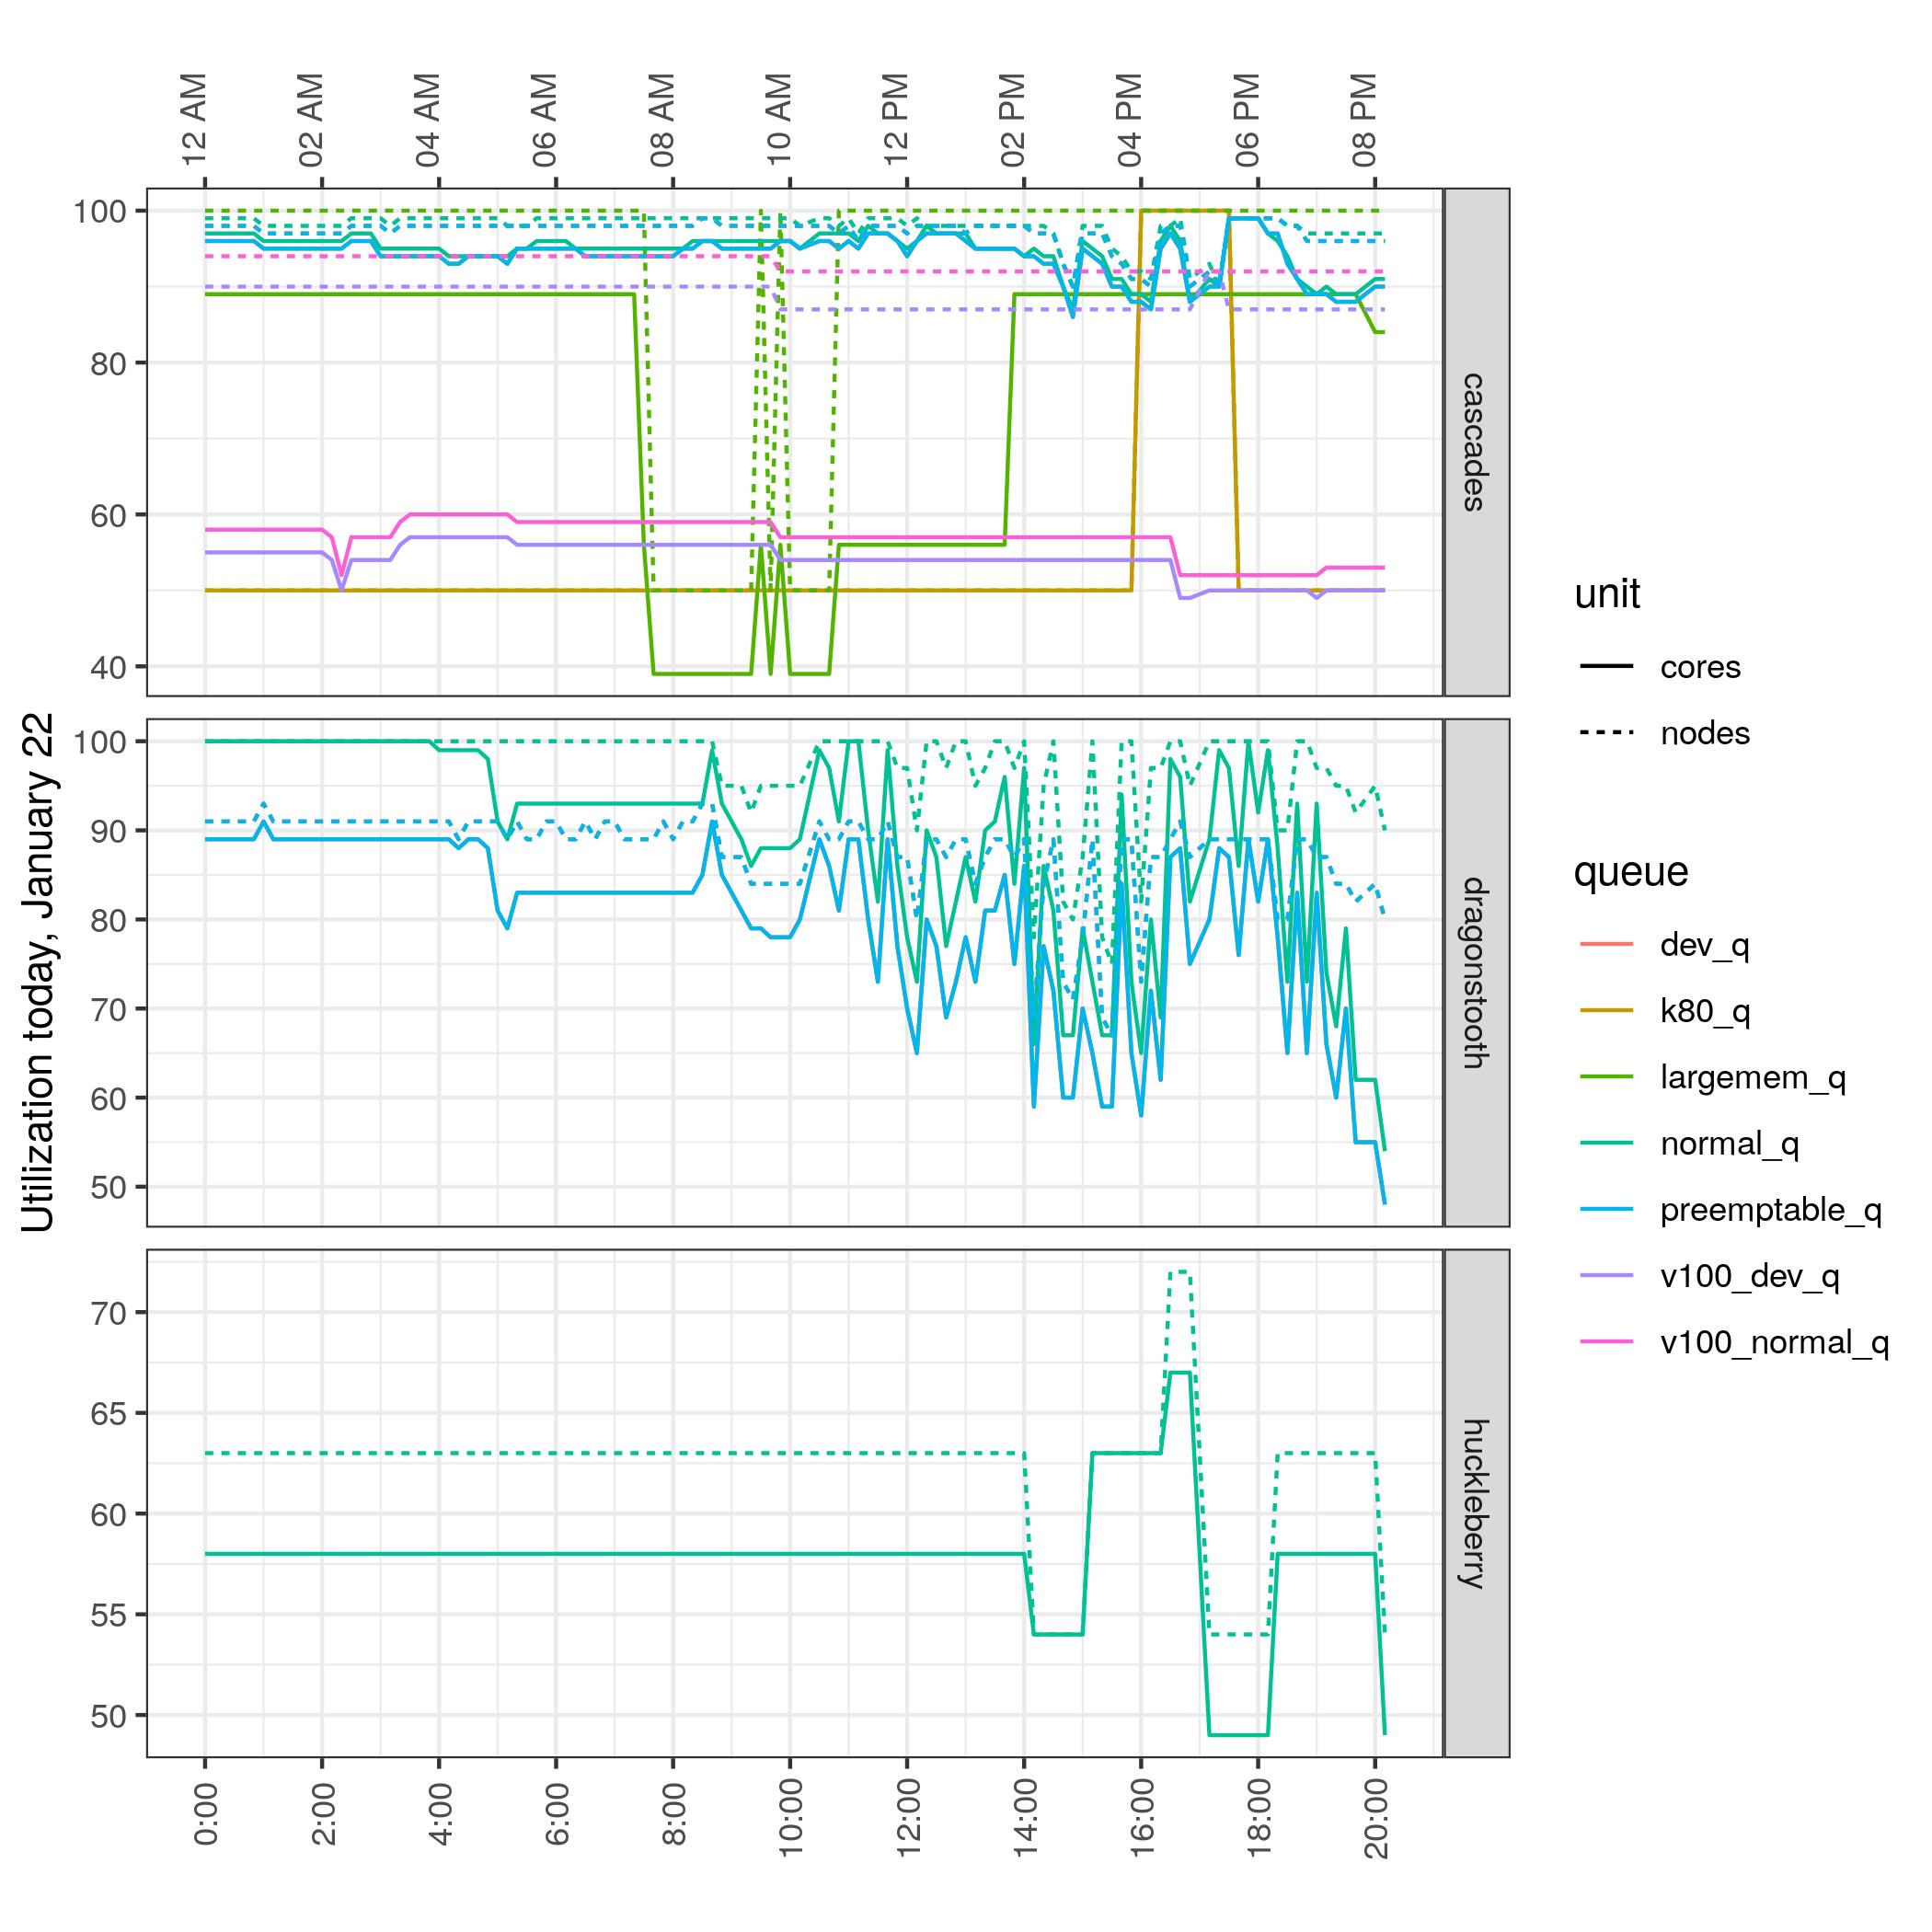 12 AM
02 AM
04 AM
06 AM
08 AM
10 AM
12 PM
02 PM
04 PM
06 PM
08 PM
Utilization today, January 22
100
80
60
40
cascades
100
90
80
70
60
50
dragonstooth
70
65
60
55
50
huckleberry
0:00
2:00
4:00
6:00
8:00
10:00
12:00
14:00
16:00
18:00
20:00
unit
cores
nodes
queue
dev_q
k80_q
largemem_q
normal_q
preemptable_q
v100_dev_q
v100_normal_q